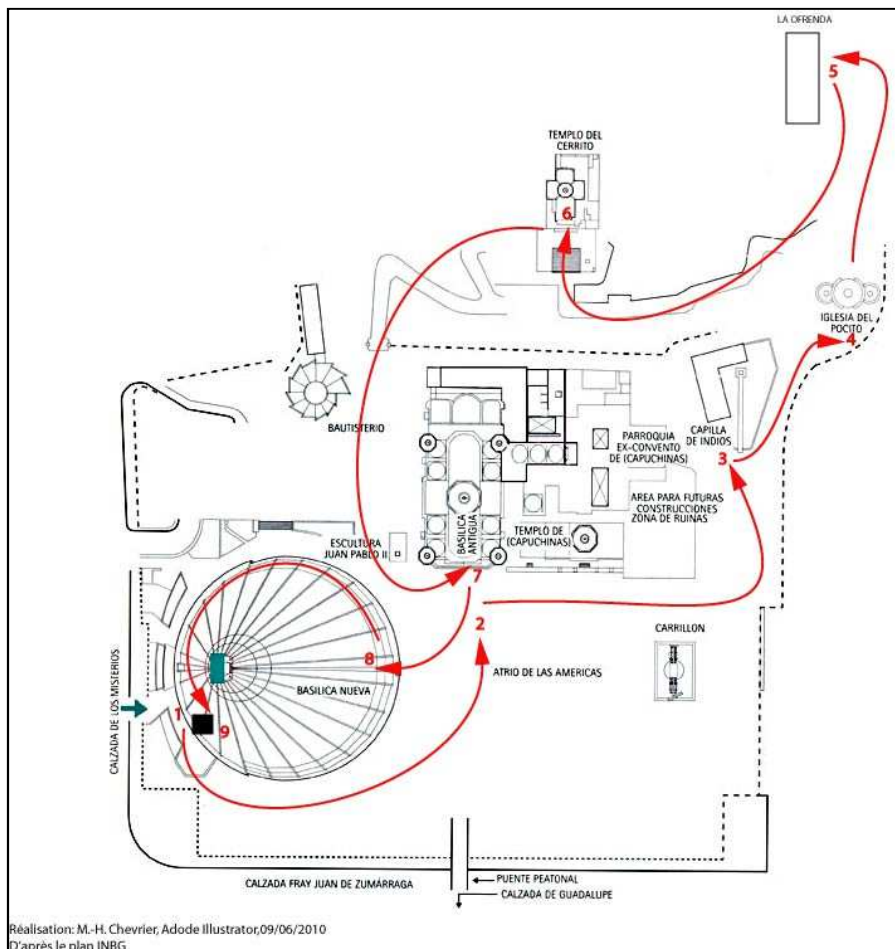 LA OFRENDA
5
TEMPLO DEL
CERRITO
6
IGLESIA DEL
POCITO
4
BAUTISTERIO
PARROQUIA
EX-CONVENTO
DE (CAPUCHINAS)
CAPILLA
DE INDIOS
3
AREA PARA FUTURAS
CONSTRUCCIONES
ZONA DE RUINAS
BASILICA
ANTIGUA
TEMPLO DE
(CAPUCHINAS)
ESCULTURA
JUAN PABLO II
7
2
CARRILLON
8
ATRIO DE LAS AMERICAS
BASILICA NUEVA
CALZADA DE LOS MISTERIOS
1
9
PUENTE PEATONAL
CALZADA FRAY JUAN DE ZUMÁRRAGA
CALZADA DE GUADALUPE
Réalisation: M.-H. Chevrier, Adode Illustrator,09/06/2010
D'après le plan INBG